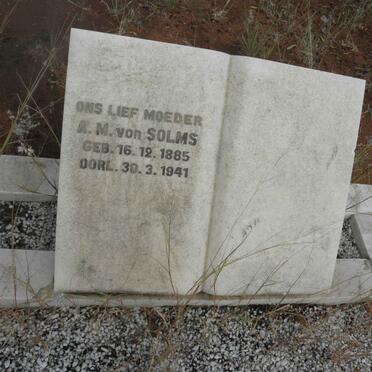 ONS LIEF MOEDER
A. M. von SOLMS
GEB. 16. 12. 1885
OORL. 30. 3. 1941